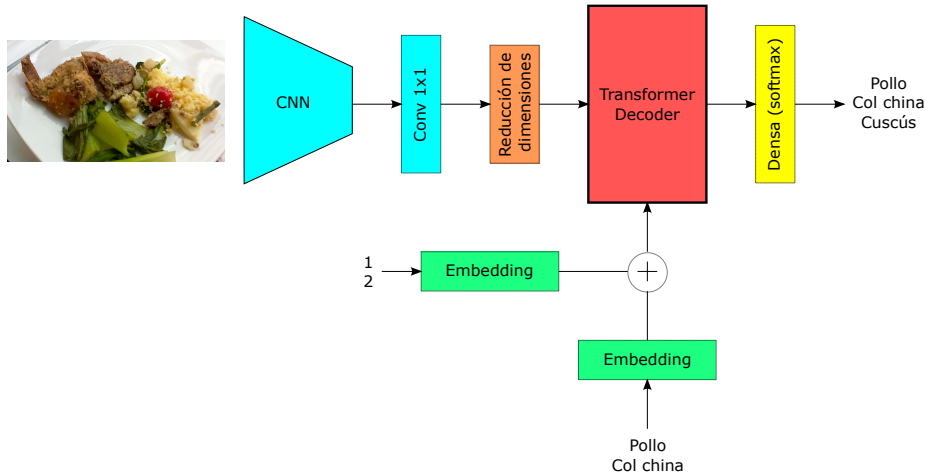 CNN
Conv 1x1
Reducción de
dimensiones
Transformer
Decoder
Densa (softmax)
Pollo
Col china
Cuscús
1
2
Embedding
+
Embedding
Pollo
Col china